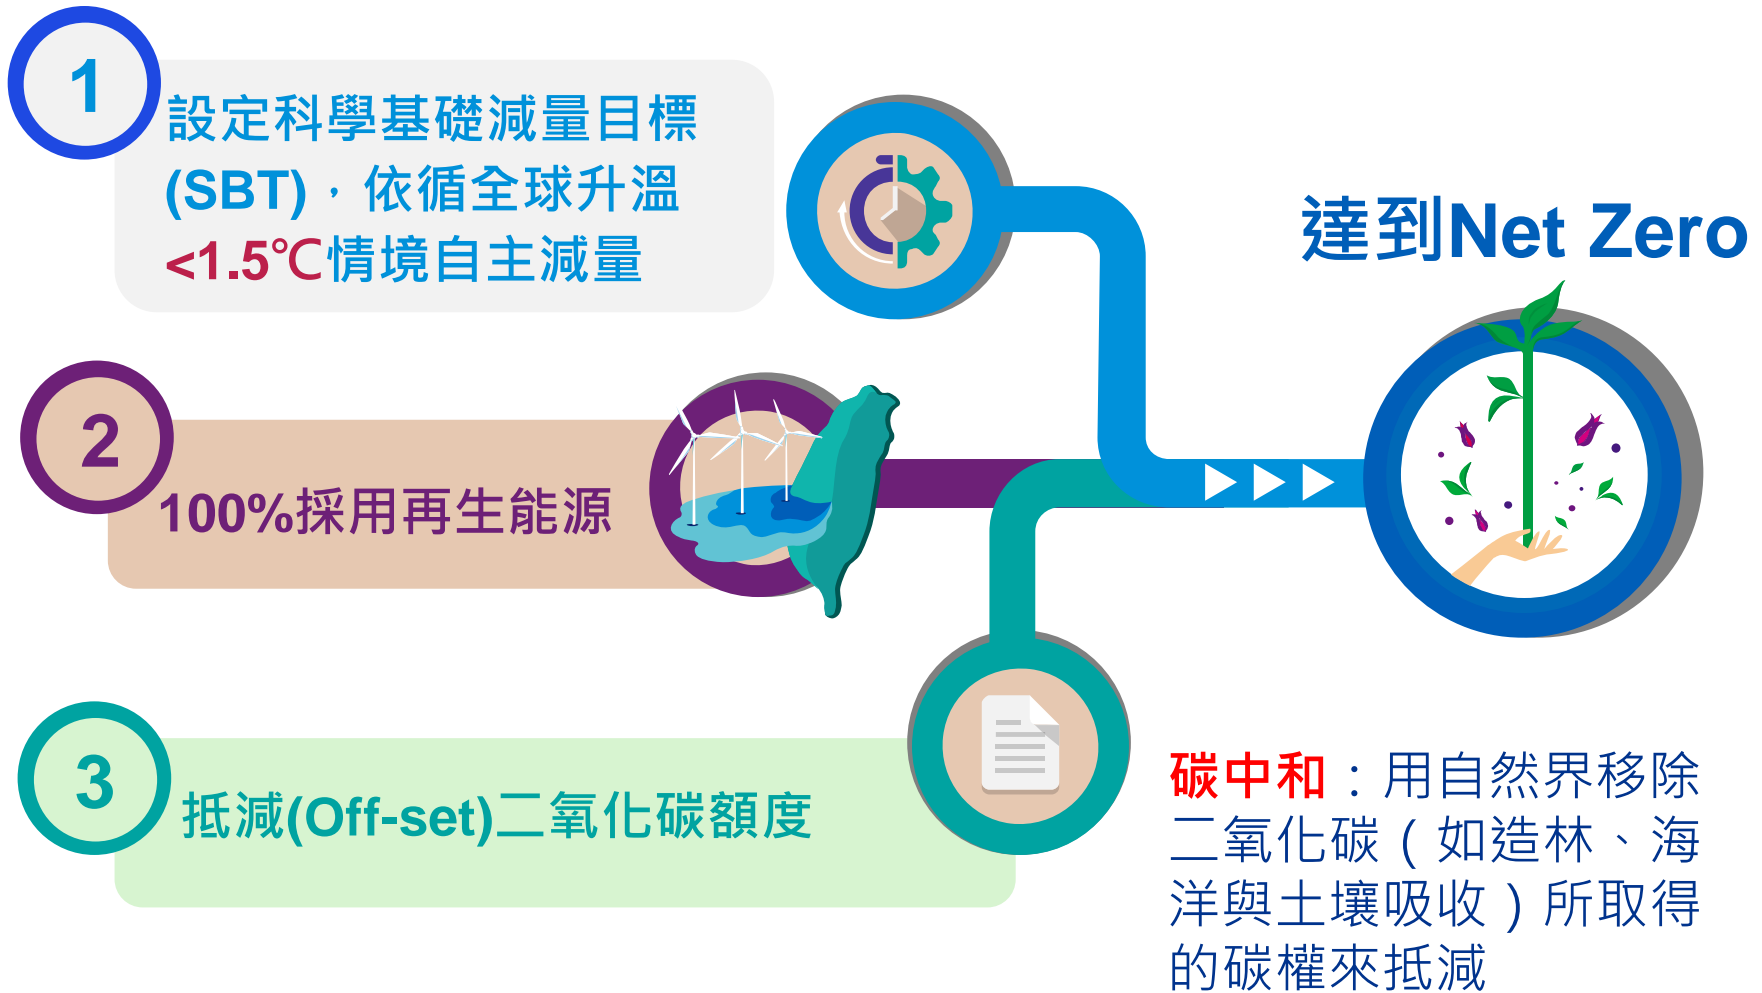 1
設定科學基礎減量目標
(SBT)，依循全球升溫
<1.5℃情境自主減量
達到Net Zero
2
100%採用再生能源
3
抵減(Off-set)二氧化碳額度
碳中和：用自然界移除
二氧化碳（如造林、海
洋與土壤吸收）所取得
的碳權來抵減